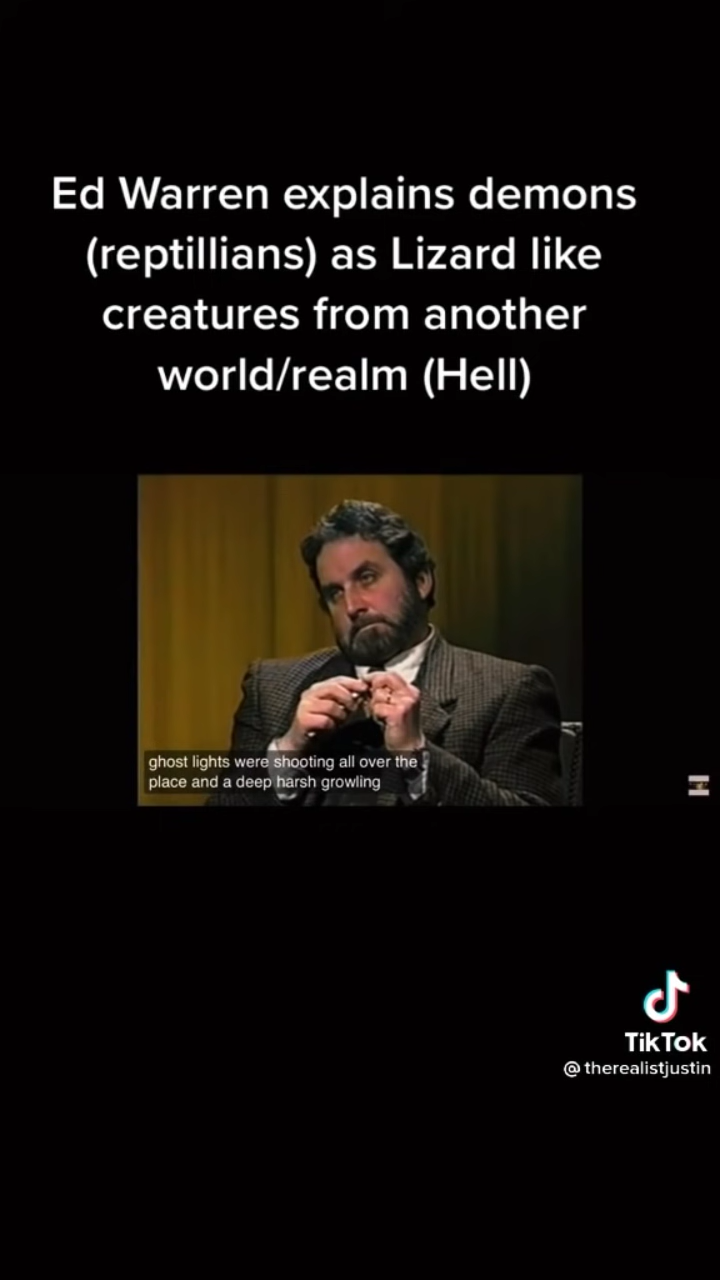 Ed Warren explains demons
(reptillians) as Lizard like
creatures from another
world/realm (Hell)
ghost lights were shooting all over the
place and a deep harsh growling
TikTok
@therealistjustin